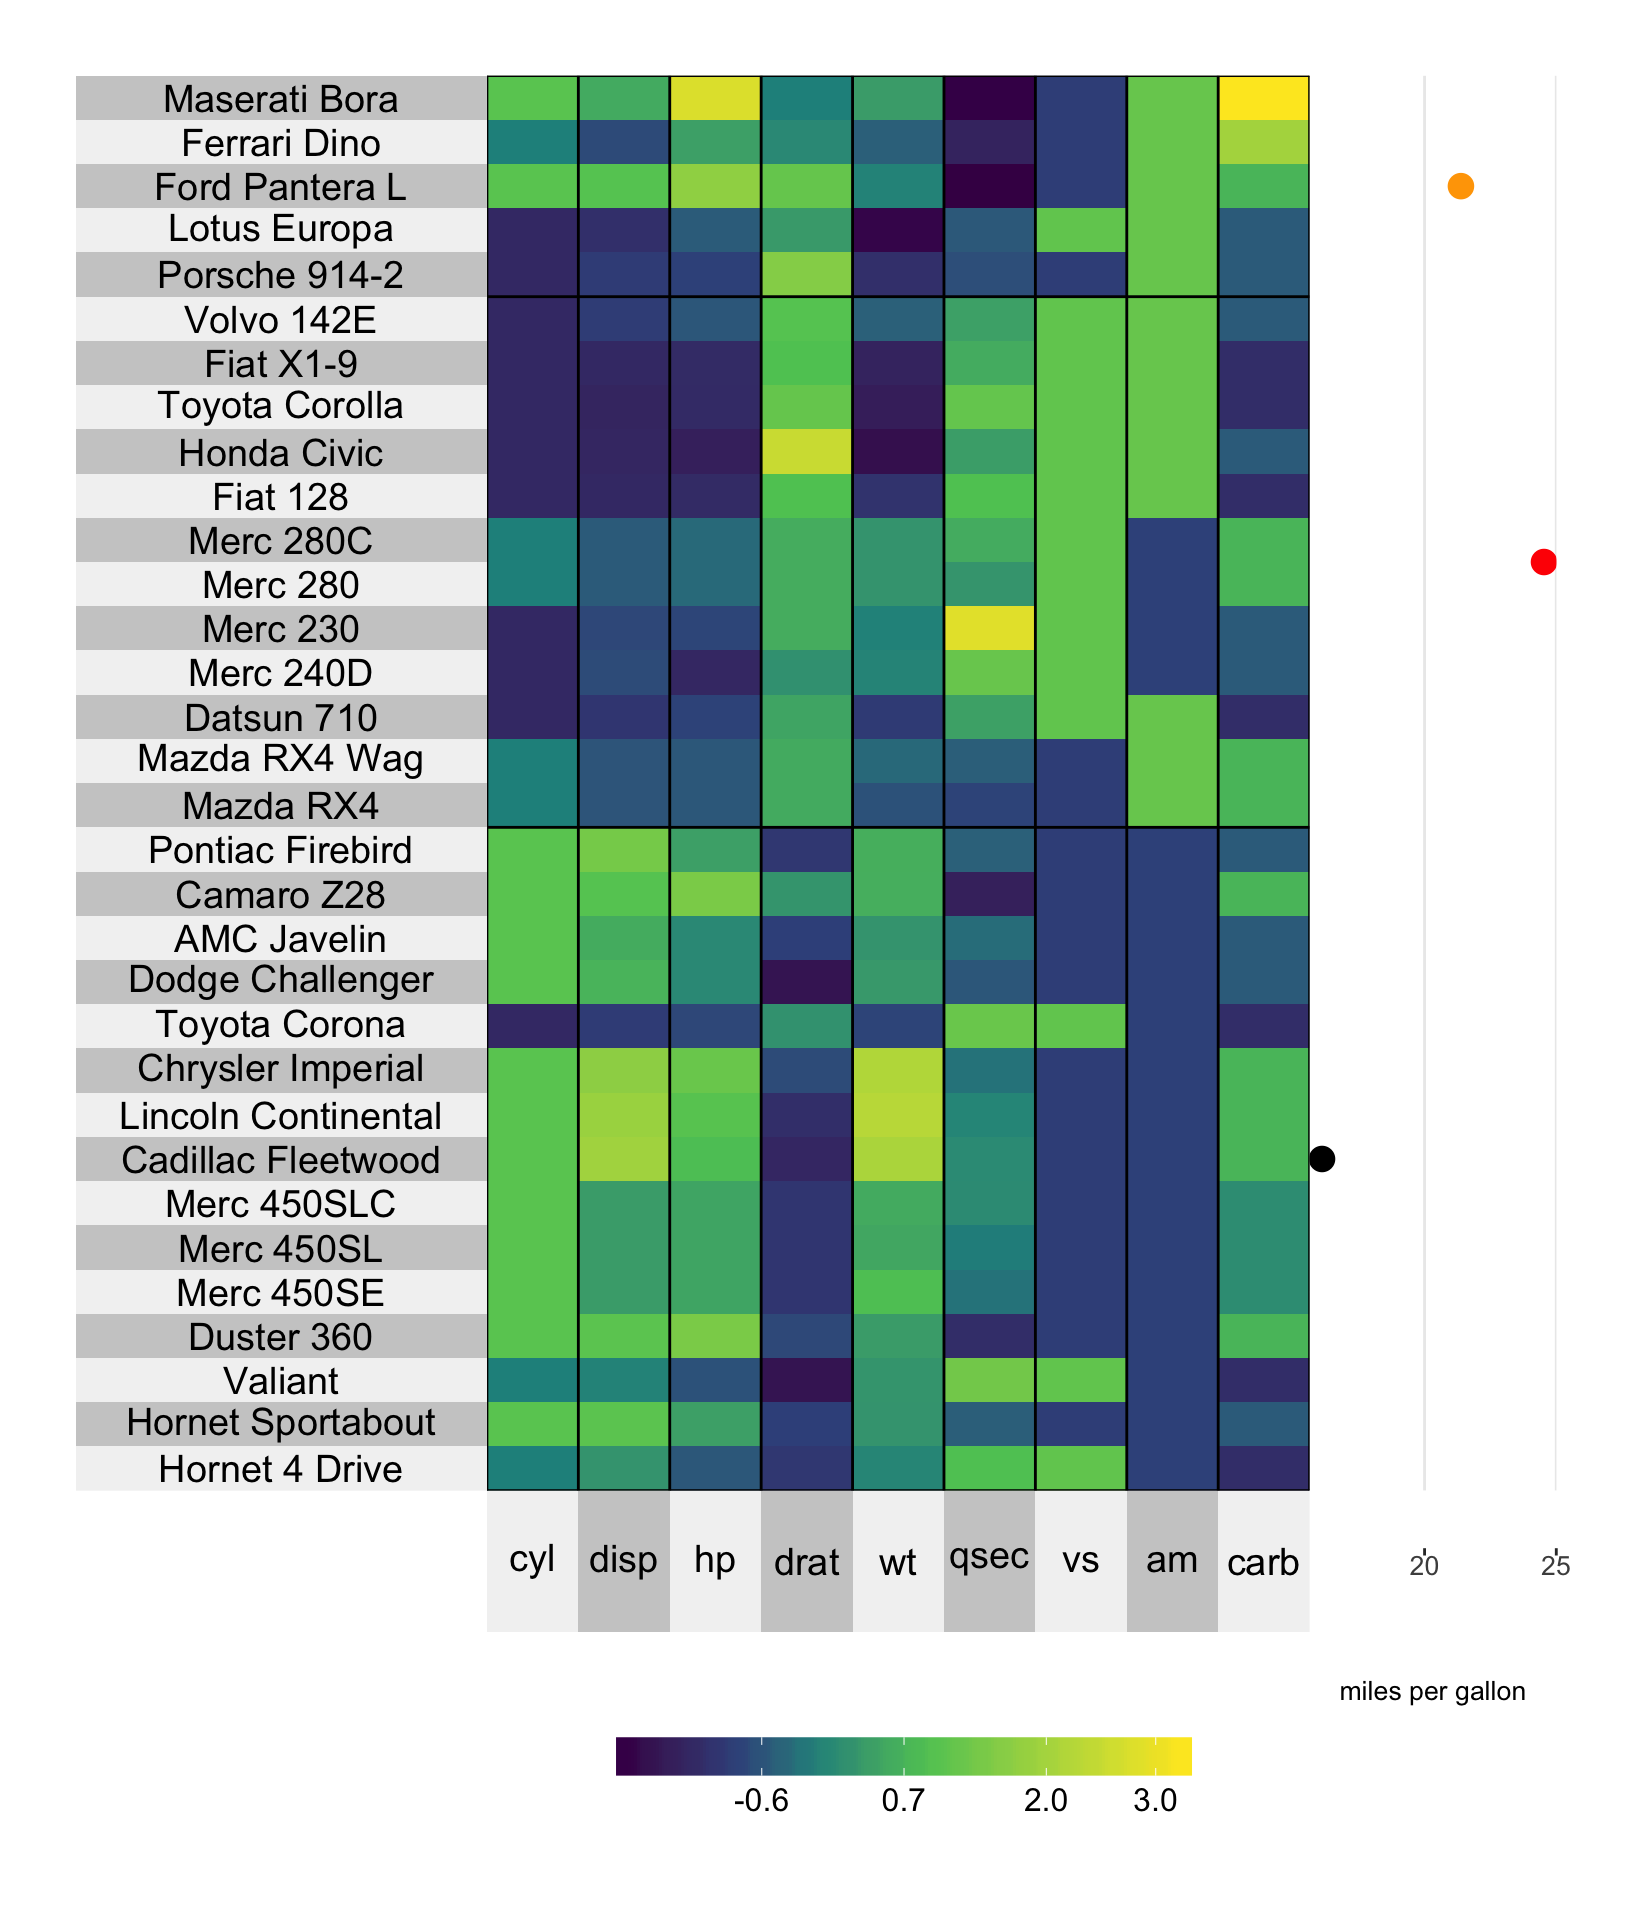 Maserati Bora
Ferrari Dino
Ford Pantera L
Lotus Europa
Porsche 914-2
Volvo 142E
Fiat X1-9
Toyota Corolla
Honda Civic
Fiat 128
Merc 280C
Merc 280
Merc 230
Merc 240D
Datsun 710
Mazda RX4 Wag
Mazda RX4
Pontiac Firebird
Camaro Z28
AMC Javelin
Dodge Challenger
Toyota Corona
Chrysler Imperial
Lincoln Continental
Cadillac Fleetwood
Merc 450SLC
Merc 450SL
Merc 450SE
Duster 360
Valiant
Hornet Sportabout
Hornet 4 Drive
cyl disp hp drat wt qsec vs am carb 20 25
miles per gallon
-0.6 0.7 2.0 3.0